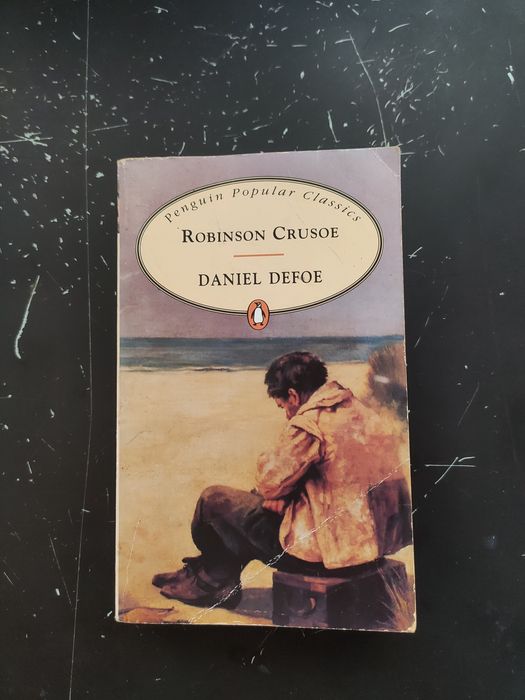 Penguin Popular Classics
ROBINSON CRUSOE
DANIEL DEFOE